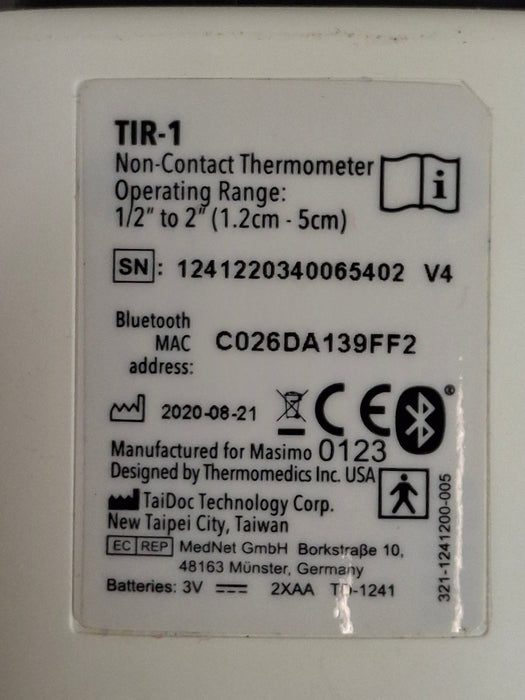 TIR-1
Non-Contact Thermometer
Operating Range:
1/2" to 2" (1.2cm - 5cm)
i
SN: 1241220340065402 V4
Bluetooth
MAC
address:
C026DA139FF2
2020-08-21 CE ®
Manufactured for Masimo 0123
Designed by Thermomedics Inc. USA
TaiDoc Technology Corp.
New Taipei City, Taiwan
EC REP MedNet GmbH Borkstraße 10,
48163 Münster, Germany
Batteries: 3V 2XAA TD-1241
321-1241200-005